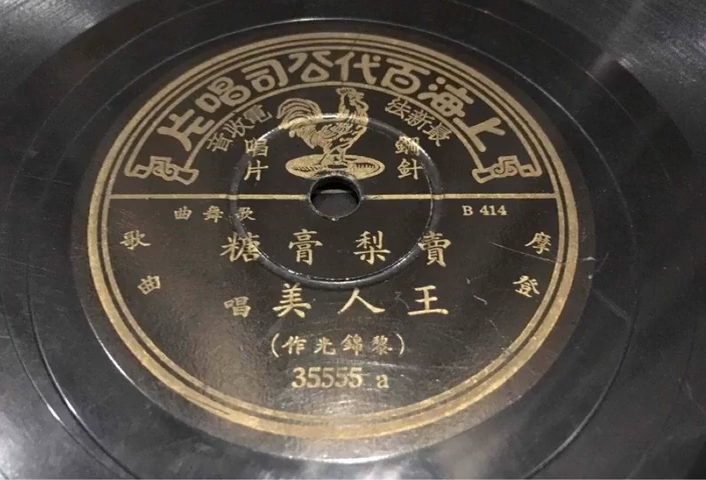 上海百代公司唱片
最新法電收音
鋼針唱片
B 414
歌舞曲
摩登歌曲
賣梨膏糖
王人美唱
(黎錦光作)
35555 a